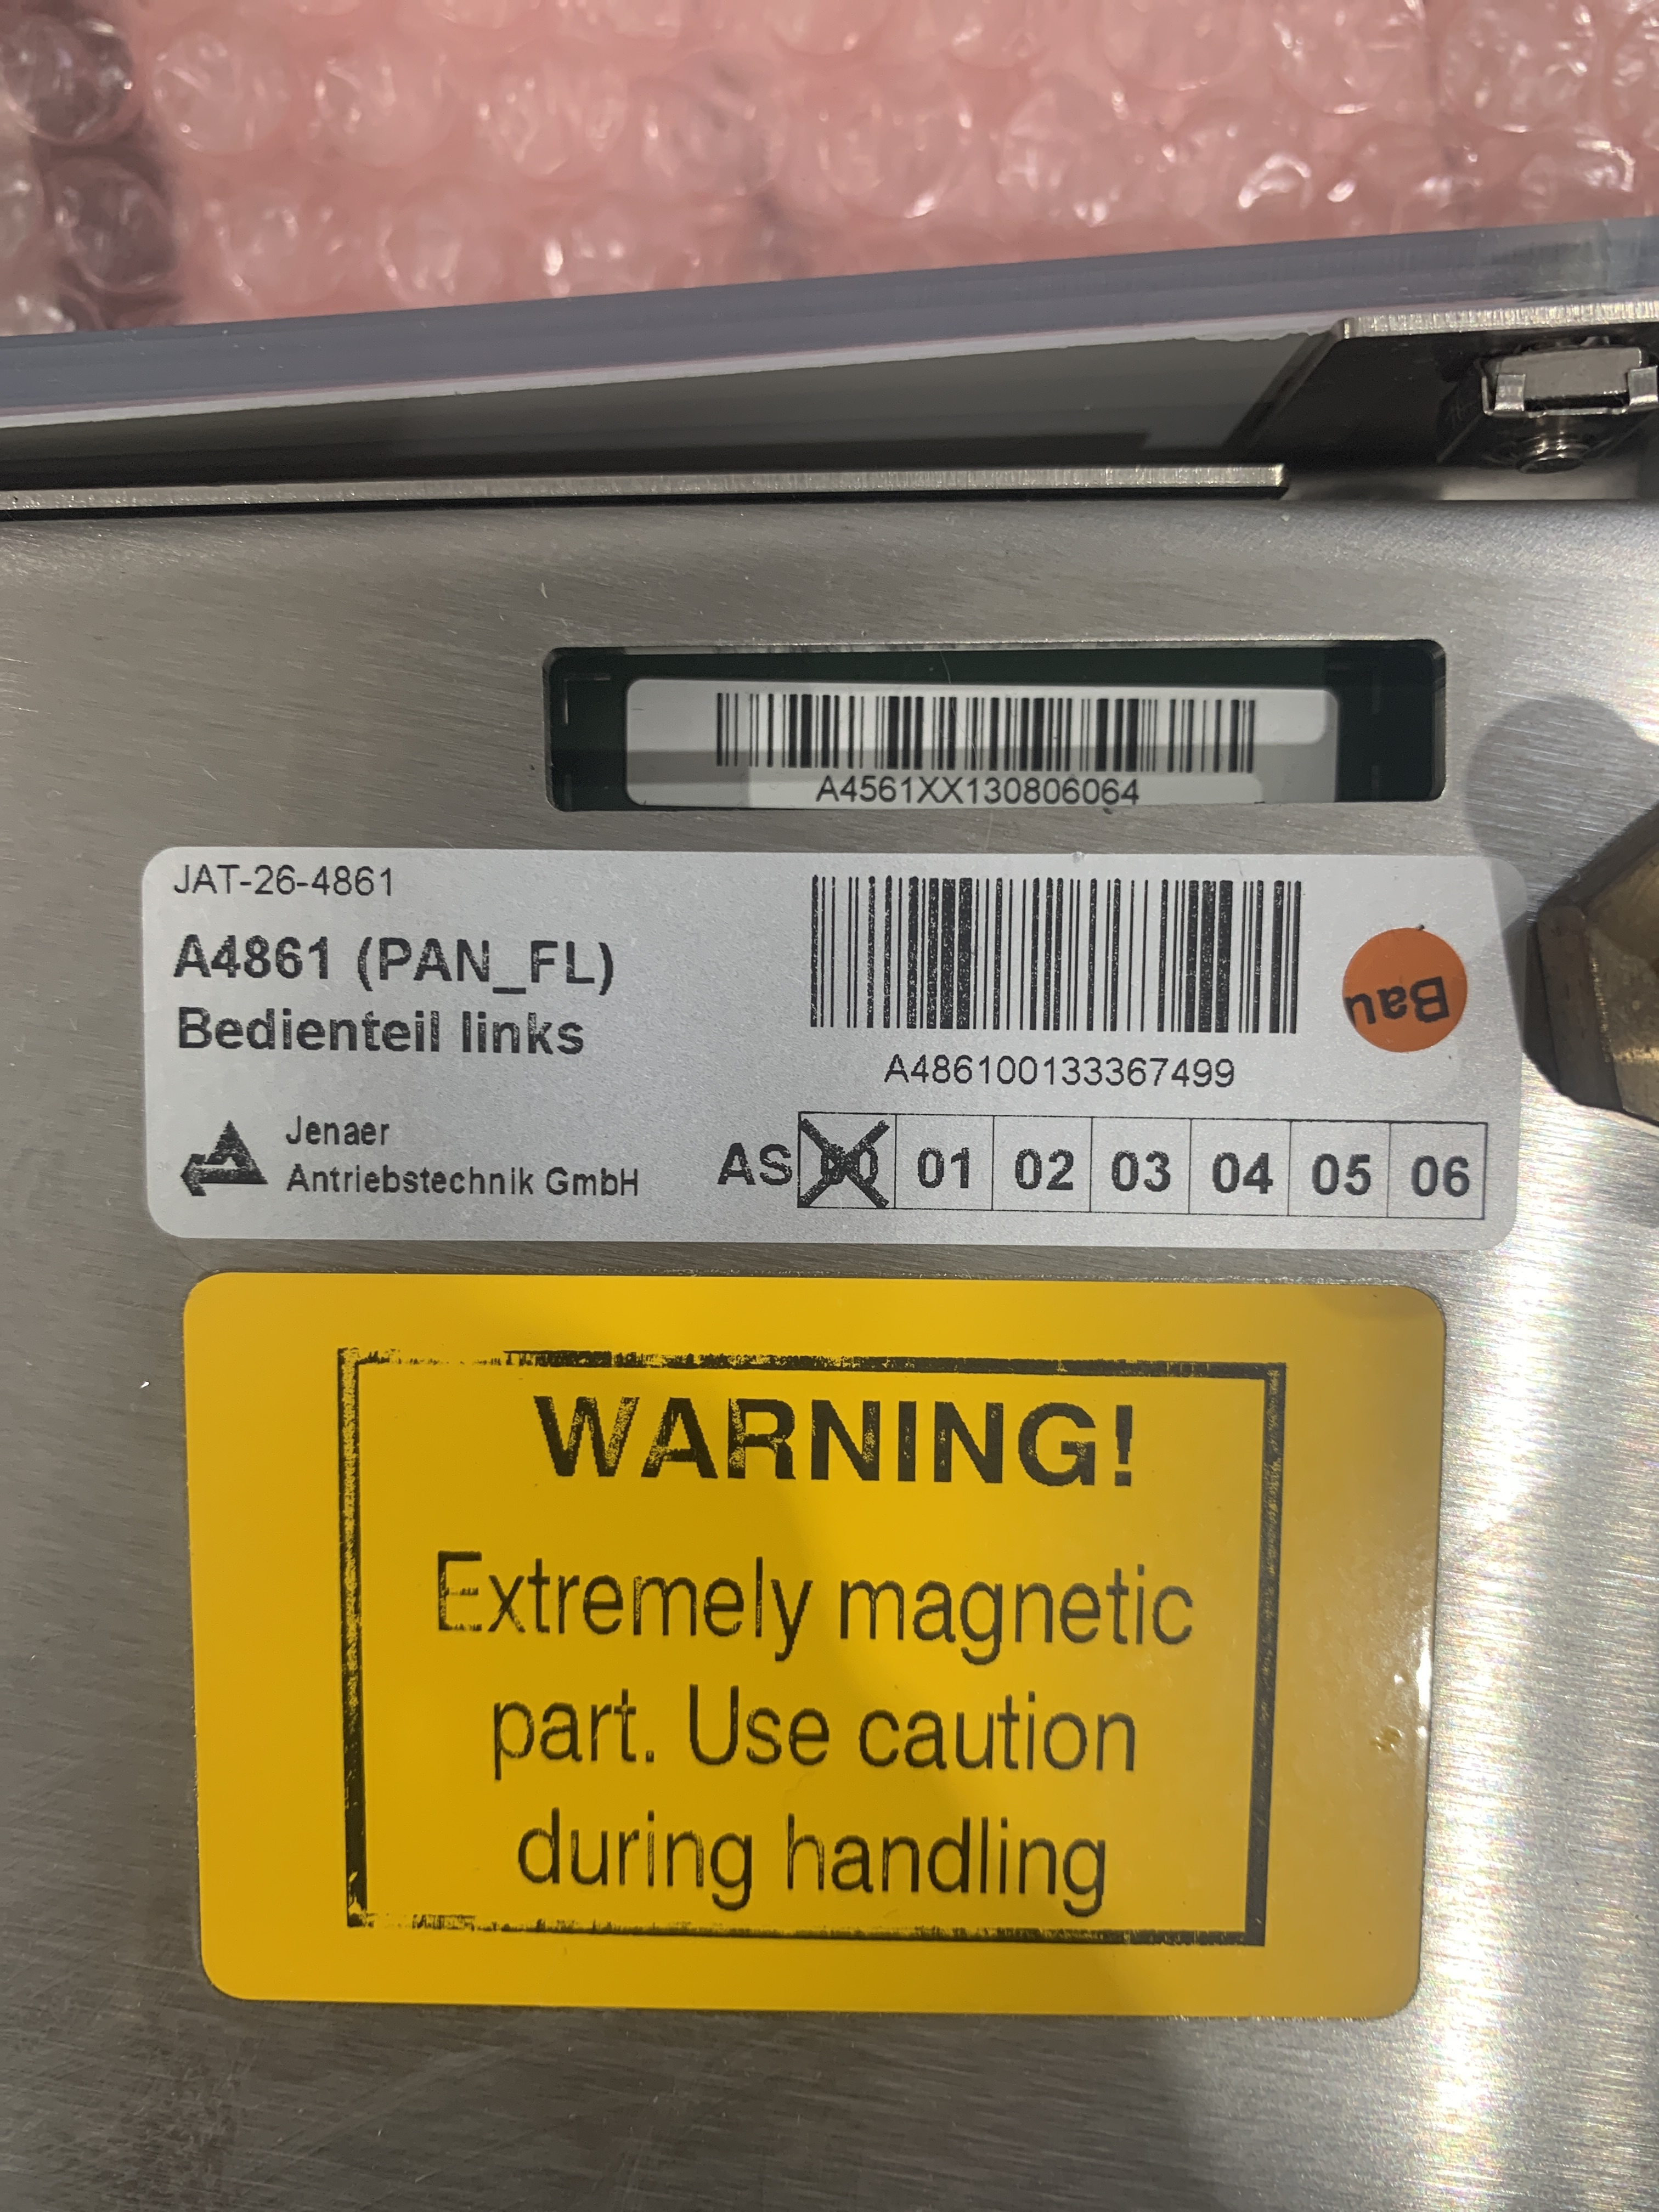 A4561XX130806064
JAT-26-4861
A4861 (PAN_FL)
Bedienteil links
A486100133367499
Bau
Jenaer
Antriebstechnik GmbH
AS 00 01 02 03 04 05 06
WARNING!
Extremely magnetic
part. Use caution
during handling